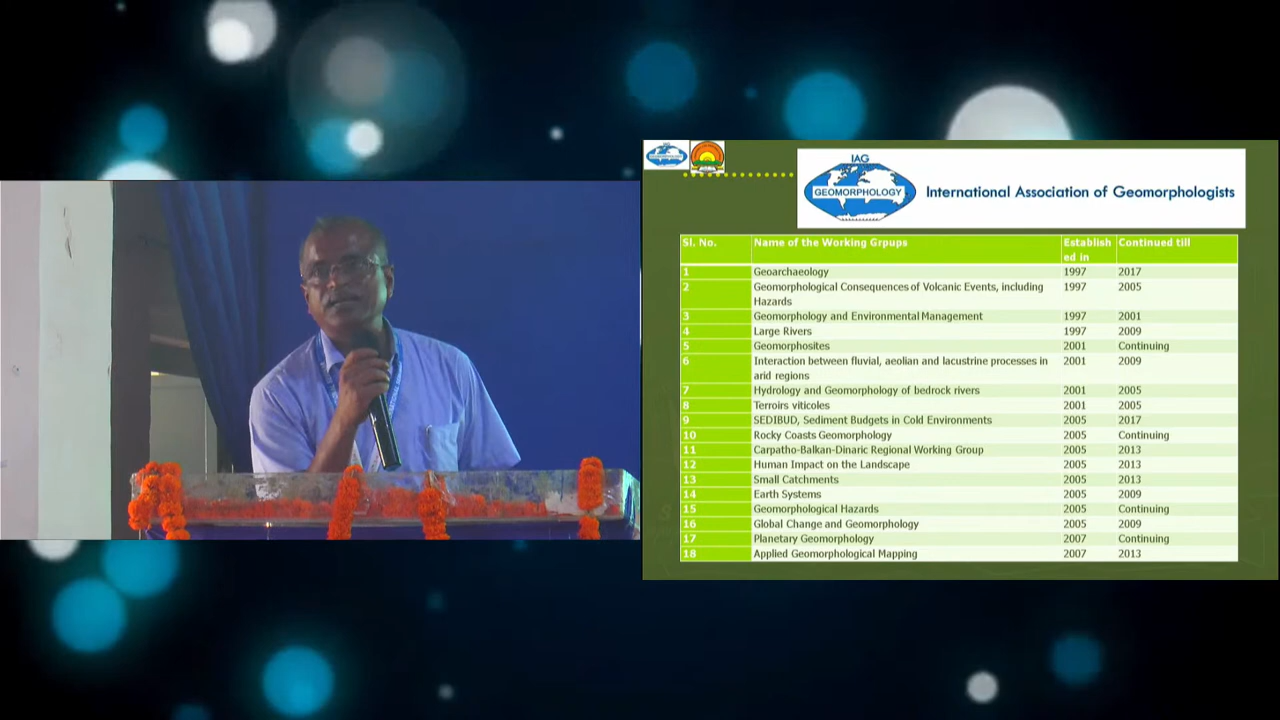 IAG
GEOMORPHOLOGY
International Association of Geomorphologists
Sl. No. Name of the Working Grpups Establish Continued till
ed in
1 Geoarchaeology 1997 2017
2 Geomorphological Consequences of Volcanic Events, including 1997 2005
Hazards
3 Geomorphology and Environmental Management 1997 2001
4 Large Rivers 1997 2009
5 Geomorphosites 2001 Continuing
6 Interaction between fluvial, aeolian and lacustrine processes in 2001 2009
arid regions
7 Hydrology and Geomorphology of bedrock rivers 2001 2005
8 Terroirs viticoles 2001 2005
9 SEDIBUD, Sediment Budgets in Cold Environments 2005 2017
10 Rocky Coasts Geomorphology 2005 Continuing
11 Carpatho-Balkan-Dinaric Regional Working Group 2005 2013
12 Human Impact on the Landscape 2005 2013
13 Small Catchments 2005 2013
14 Earth Systems 2005 2009
15 Geomorphological Hazards 2005 Continuing
16 Global Change and Geomorphology 2005 2009
17 Planetary Geomorphology 2007 Continuing
18 Applied Geomorphological Mapping 2007 2013